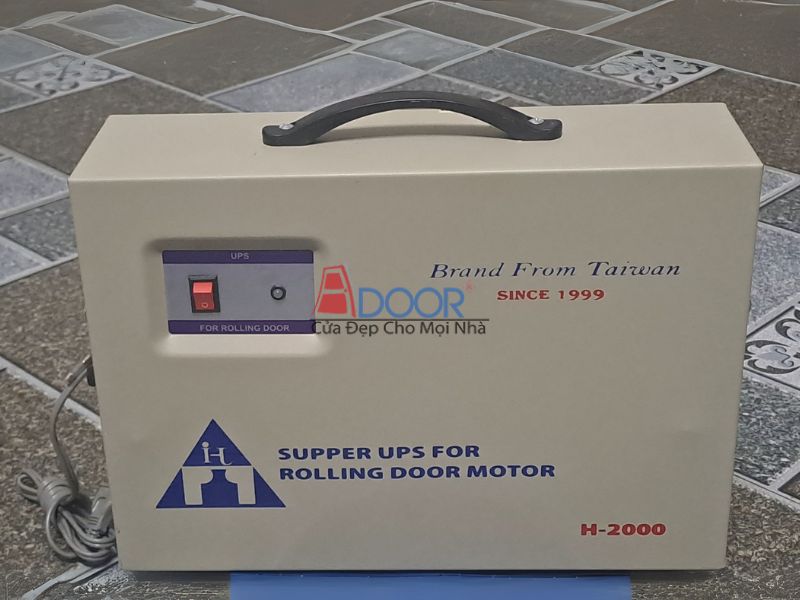 UPS
FOR ROLLING DOOR
ADOOR®
Cửa Đẹp Cho Mọi Nhà
Brand From Taiwan
SINCE 1999
IH
SUPPER UPS FOR
ROLLING DOOR MOTOR
H-2000